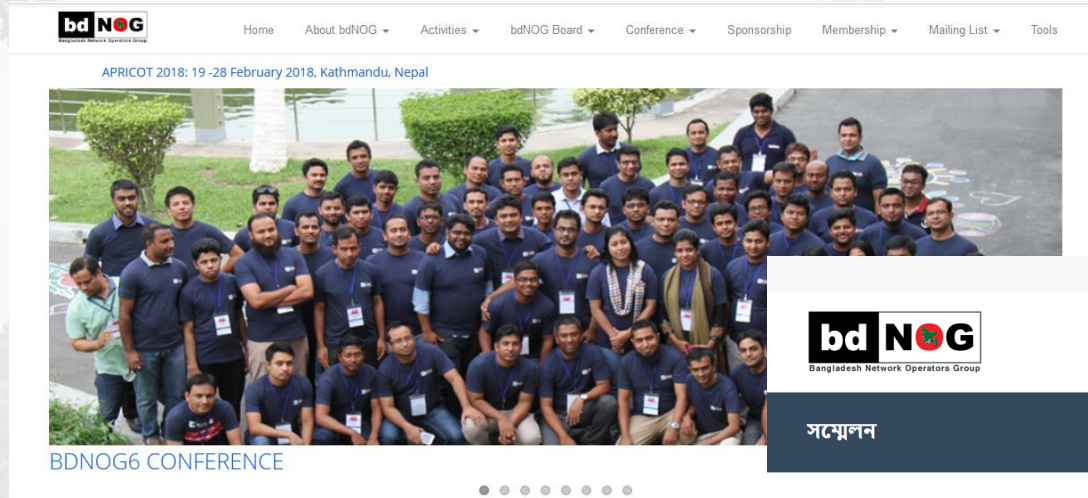 bd NOG
Bangladesh Network Operators Group
Home About bdNOG Activities bdNOG Board Conference Sponsorship Membership Mailing List Tools
APRICOT 2018: 19 -28 February 2018, Kathmandu, Nepal
BDNOG6 CONFERENCE
bd NOG
Bangladesh Network Operators Group
সম্মেলন